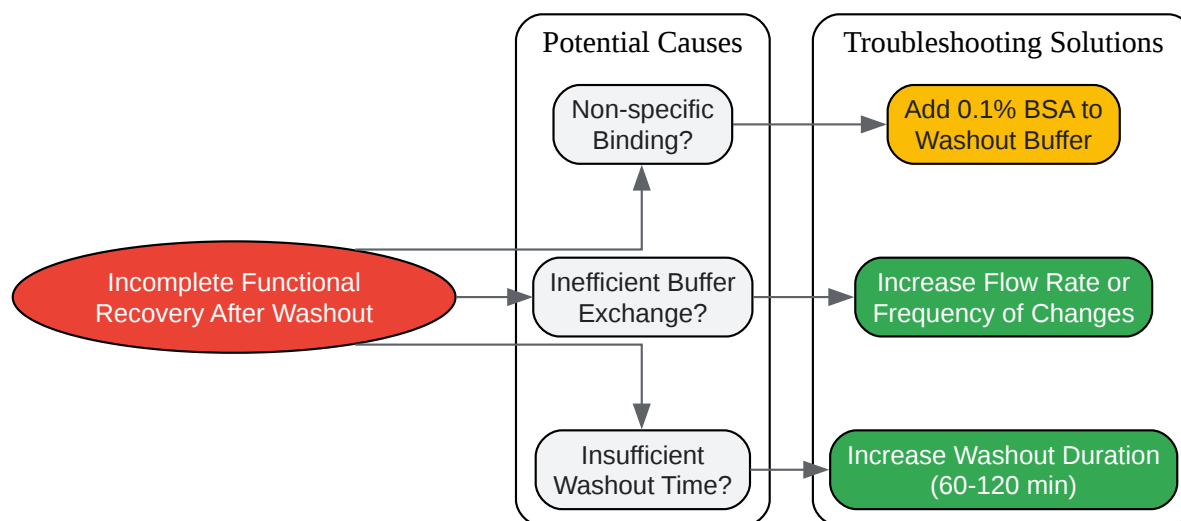 Potential Causes
Troubleshooting Solutions
Non-specific
Binding?
Add 0.1% BSA to
Washout Buffer
Incomplete Functional
Recovery After Washout
Inefficient Buffer
Exchange?
Increase Flow Rate or
Frequency of Changes
Insufficient
Washout Time?
Increase Washout Duration
(60-120 min)